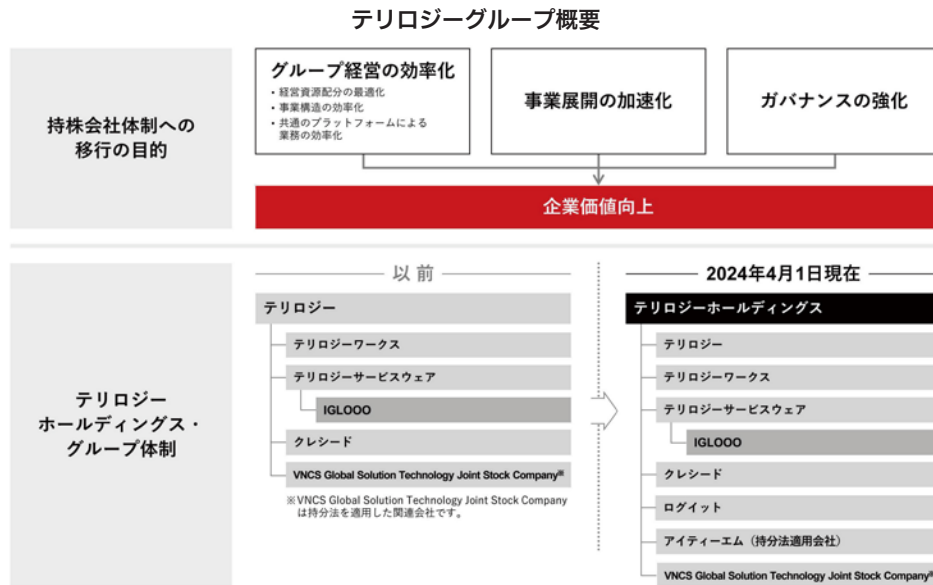 テリロジーグループ概要
持株会社体制への
移行の目的
グループ経営の効率化
・経営資源配分の最適化
・事業構造の効率化
・共通のプラットフォームによる
業務の効率化
事業展開の加速化
ガバナンスの強化
企業価値向上
テリロジー
ホールディングス・
グループ体制
以前
テリロジー
テリロジーワークス
テリロジーサービスウェア
IGLOOO
クレシード
VNCS Global Solution Technology Joint Stock Company※
※VNCS Global Solution Technology Joint Stock Company
は持分法を適用した関連会社です。
2024年4月1日現在
テリロジーホールディングス
テリロジー
テリロジーワークス
テリロジーサービスウェア
IGLOOO
クレシード
ログイット
アイティーエム（持分法適用会社）
VNCS Global Solution Technology Joint Stock Company※